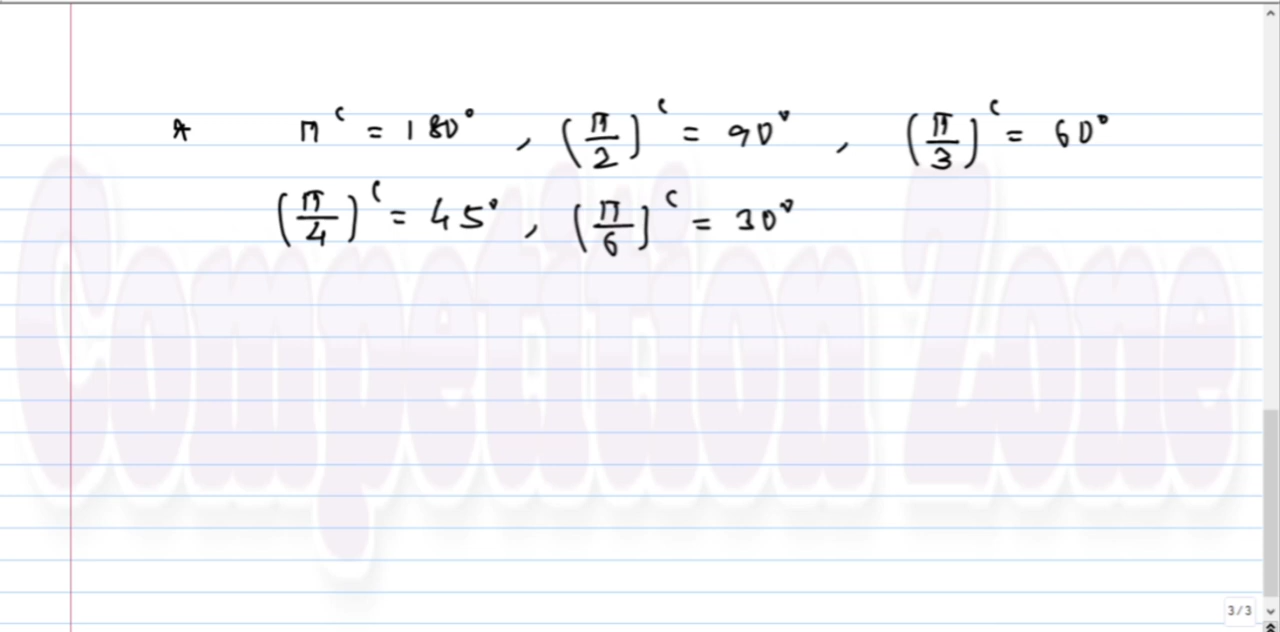 * π^c = 180°, (π/2)^c = 90°, (π/3)^c = 60°
(π/4)^c = 45°, (π/6)^c = 30°
Competition Zone
3/3